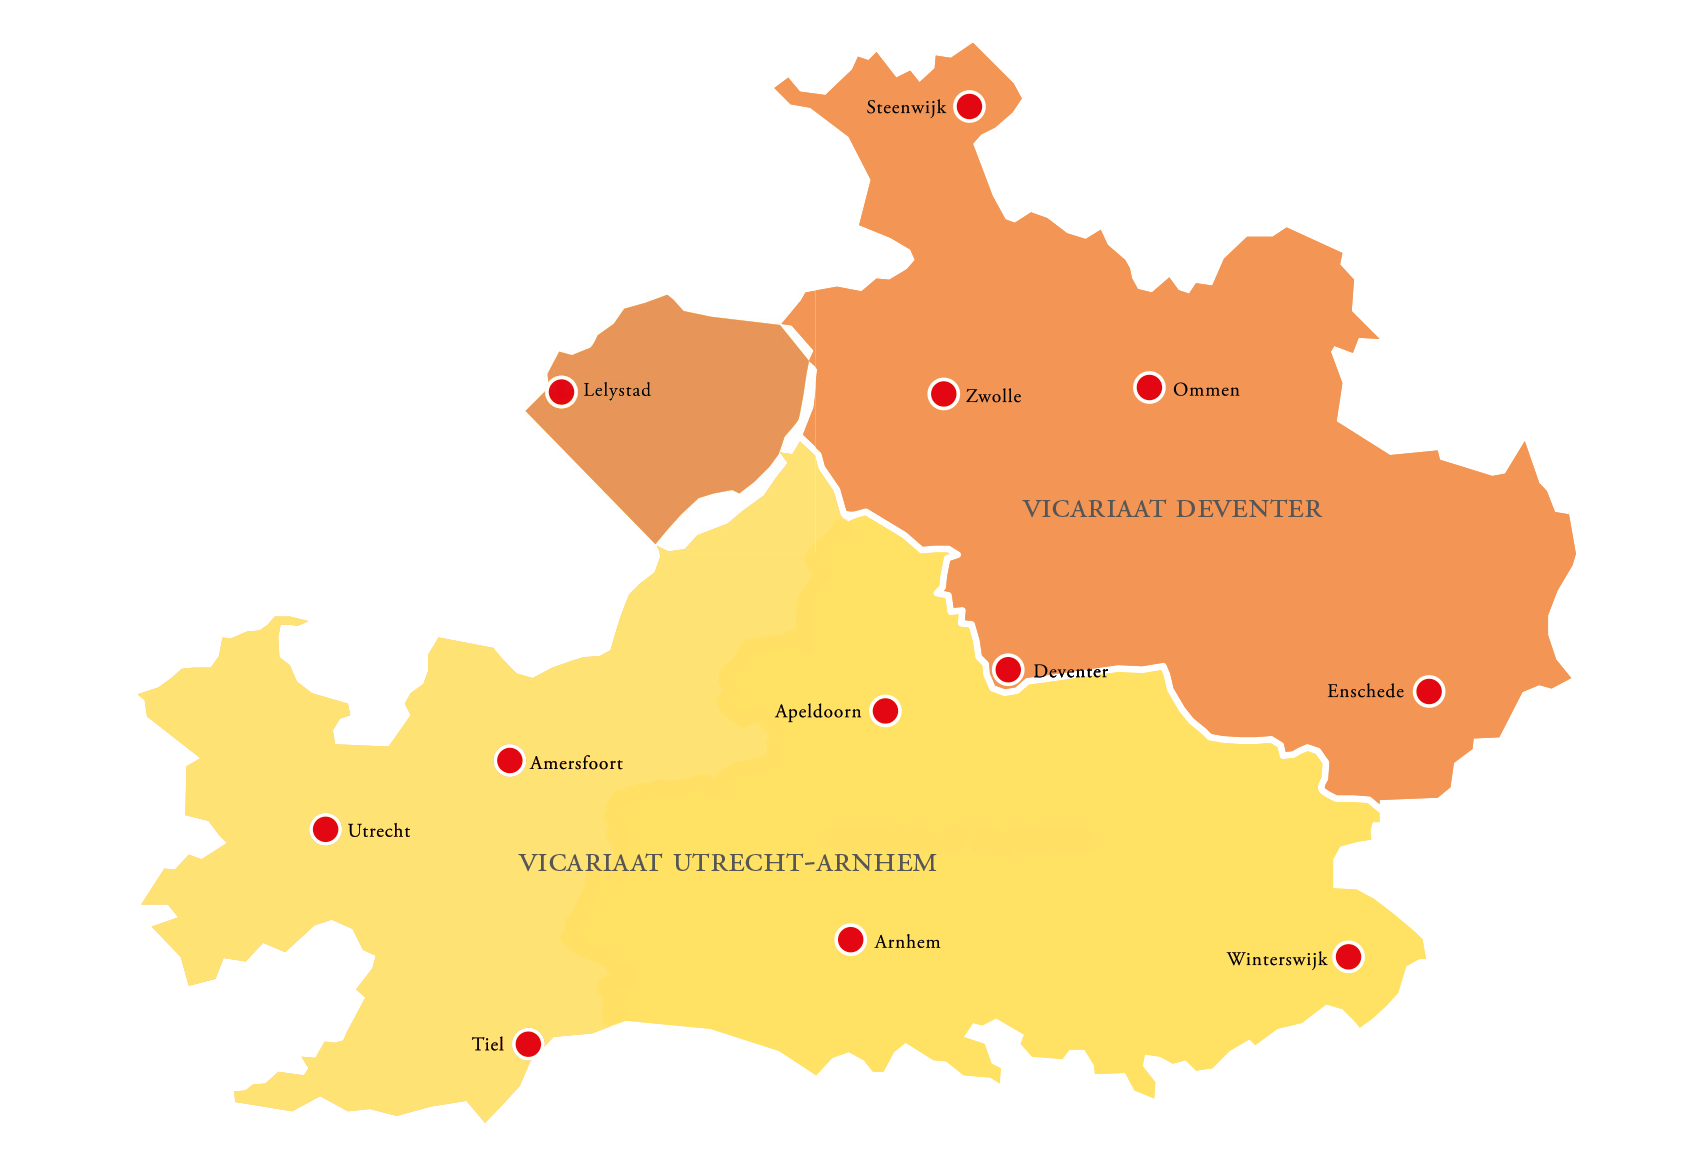 Steenwijk
Lelystad
Zwolle
Ommen
VICARIAAT DEVENTER
Deventer
Enschede
Apeldoorn
Amersfoort
Utrecht
VICARIAAT UTRECHT-ARNHEM
Arnhem
Winterswijk
Tiel